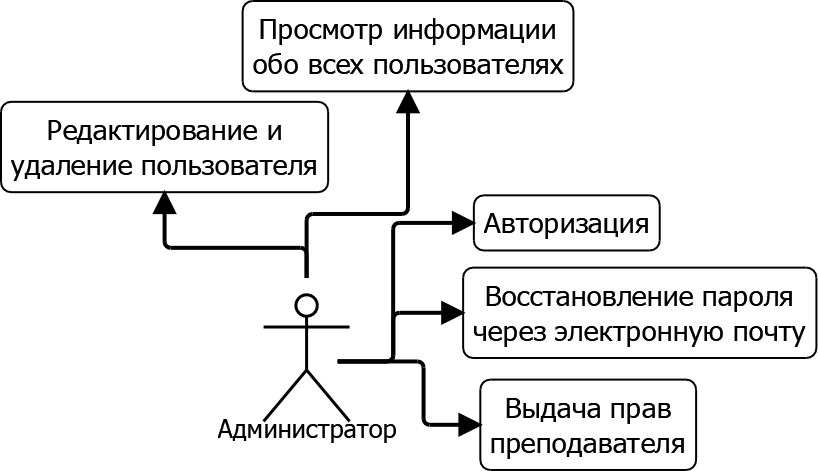 Просмотр информации
обо всех пользователях
Редактирование и
удаление пользователя
Авторизация
Восстановление пароля
через электронную почту
Выдача прав
преподавателя
Администратор